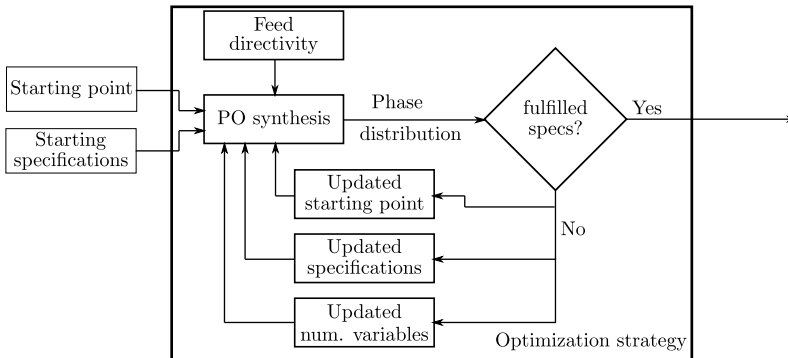 Feed
directivity
Starting point
PO synthesis
Starting
specifications
Phase
distribution
fulfilled
specs?
Yes
Updated
starting point
No
Updated
specifications
Updated
num. variables
Optimization strategy